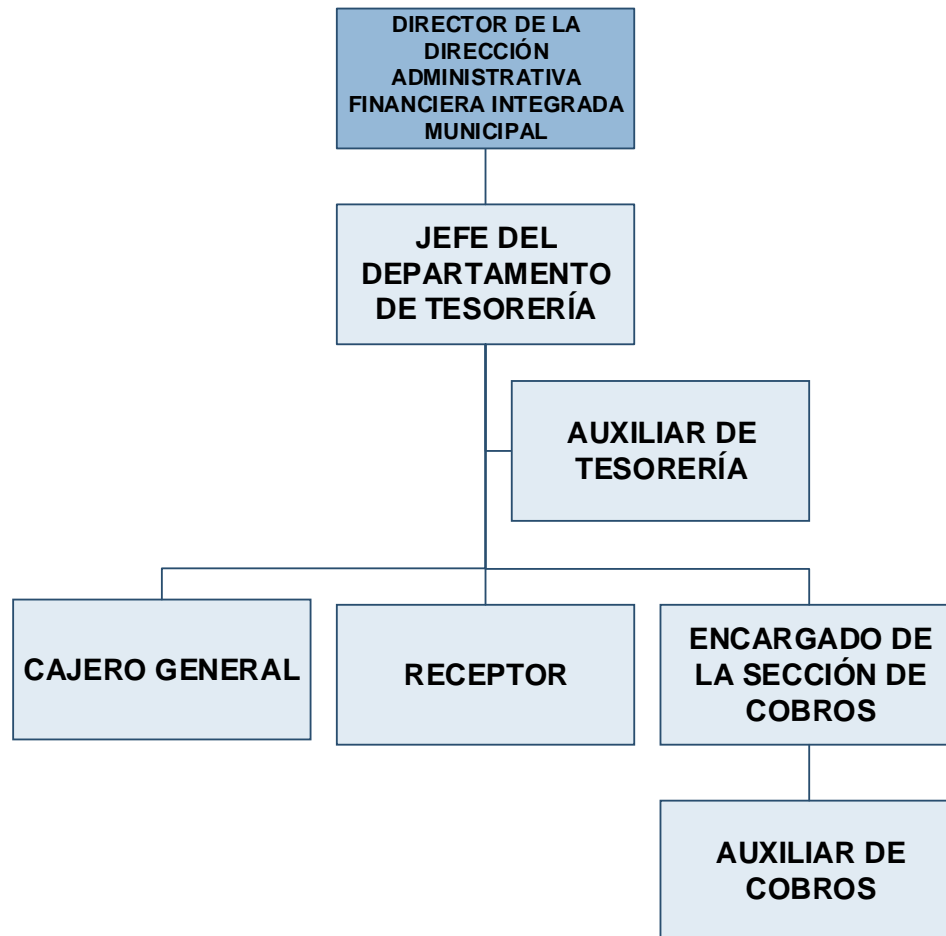 DIRECTOR DE LA
DIRECCIÓN
ADMINISTRATIVA
FINANCIERA INTEGRADA
MUNICIPAL
JEFE DEL
DEPARTAMENTO
DE TESORERÍA
AUXILIAR DE
TESORERÍA
CAJERO GENERAL
RECEPTOR
ENCARGADO DE
LA SECCIÓN DE
COBROS
AUXILIAR DE
COBROS